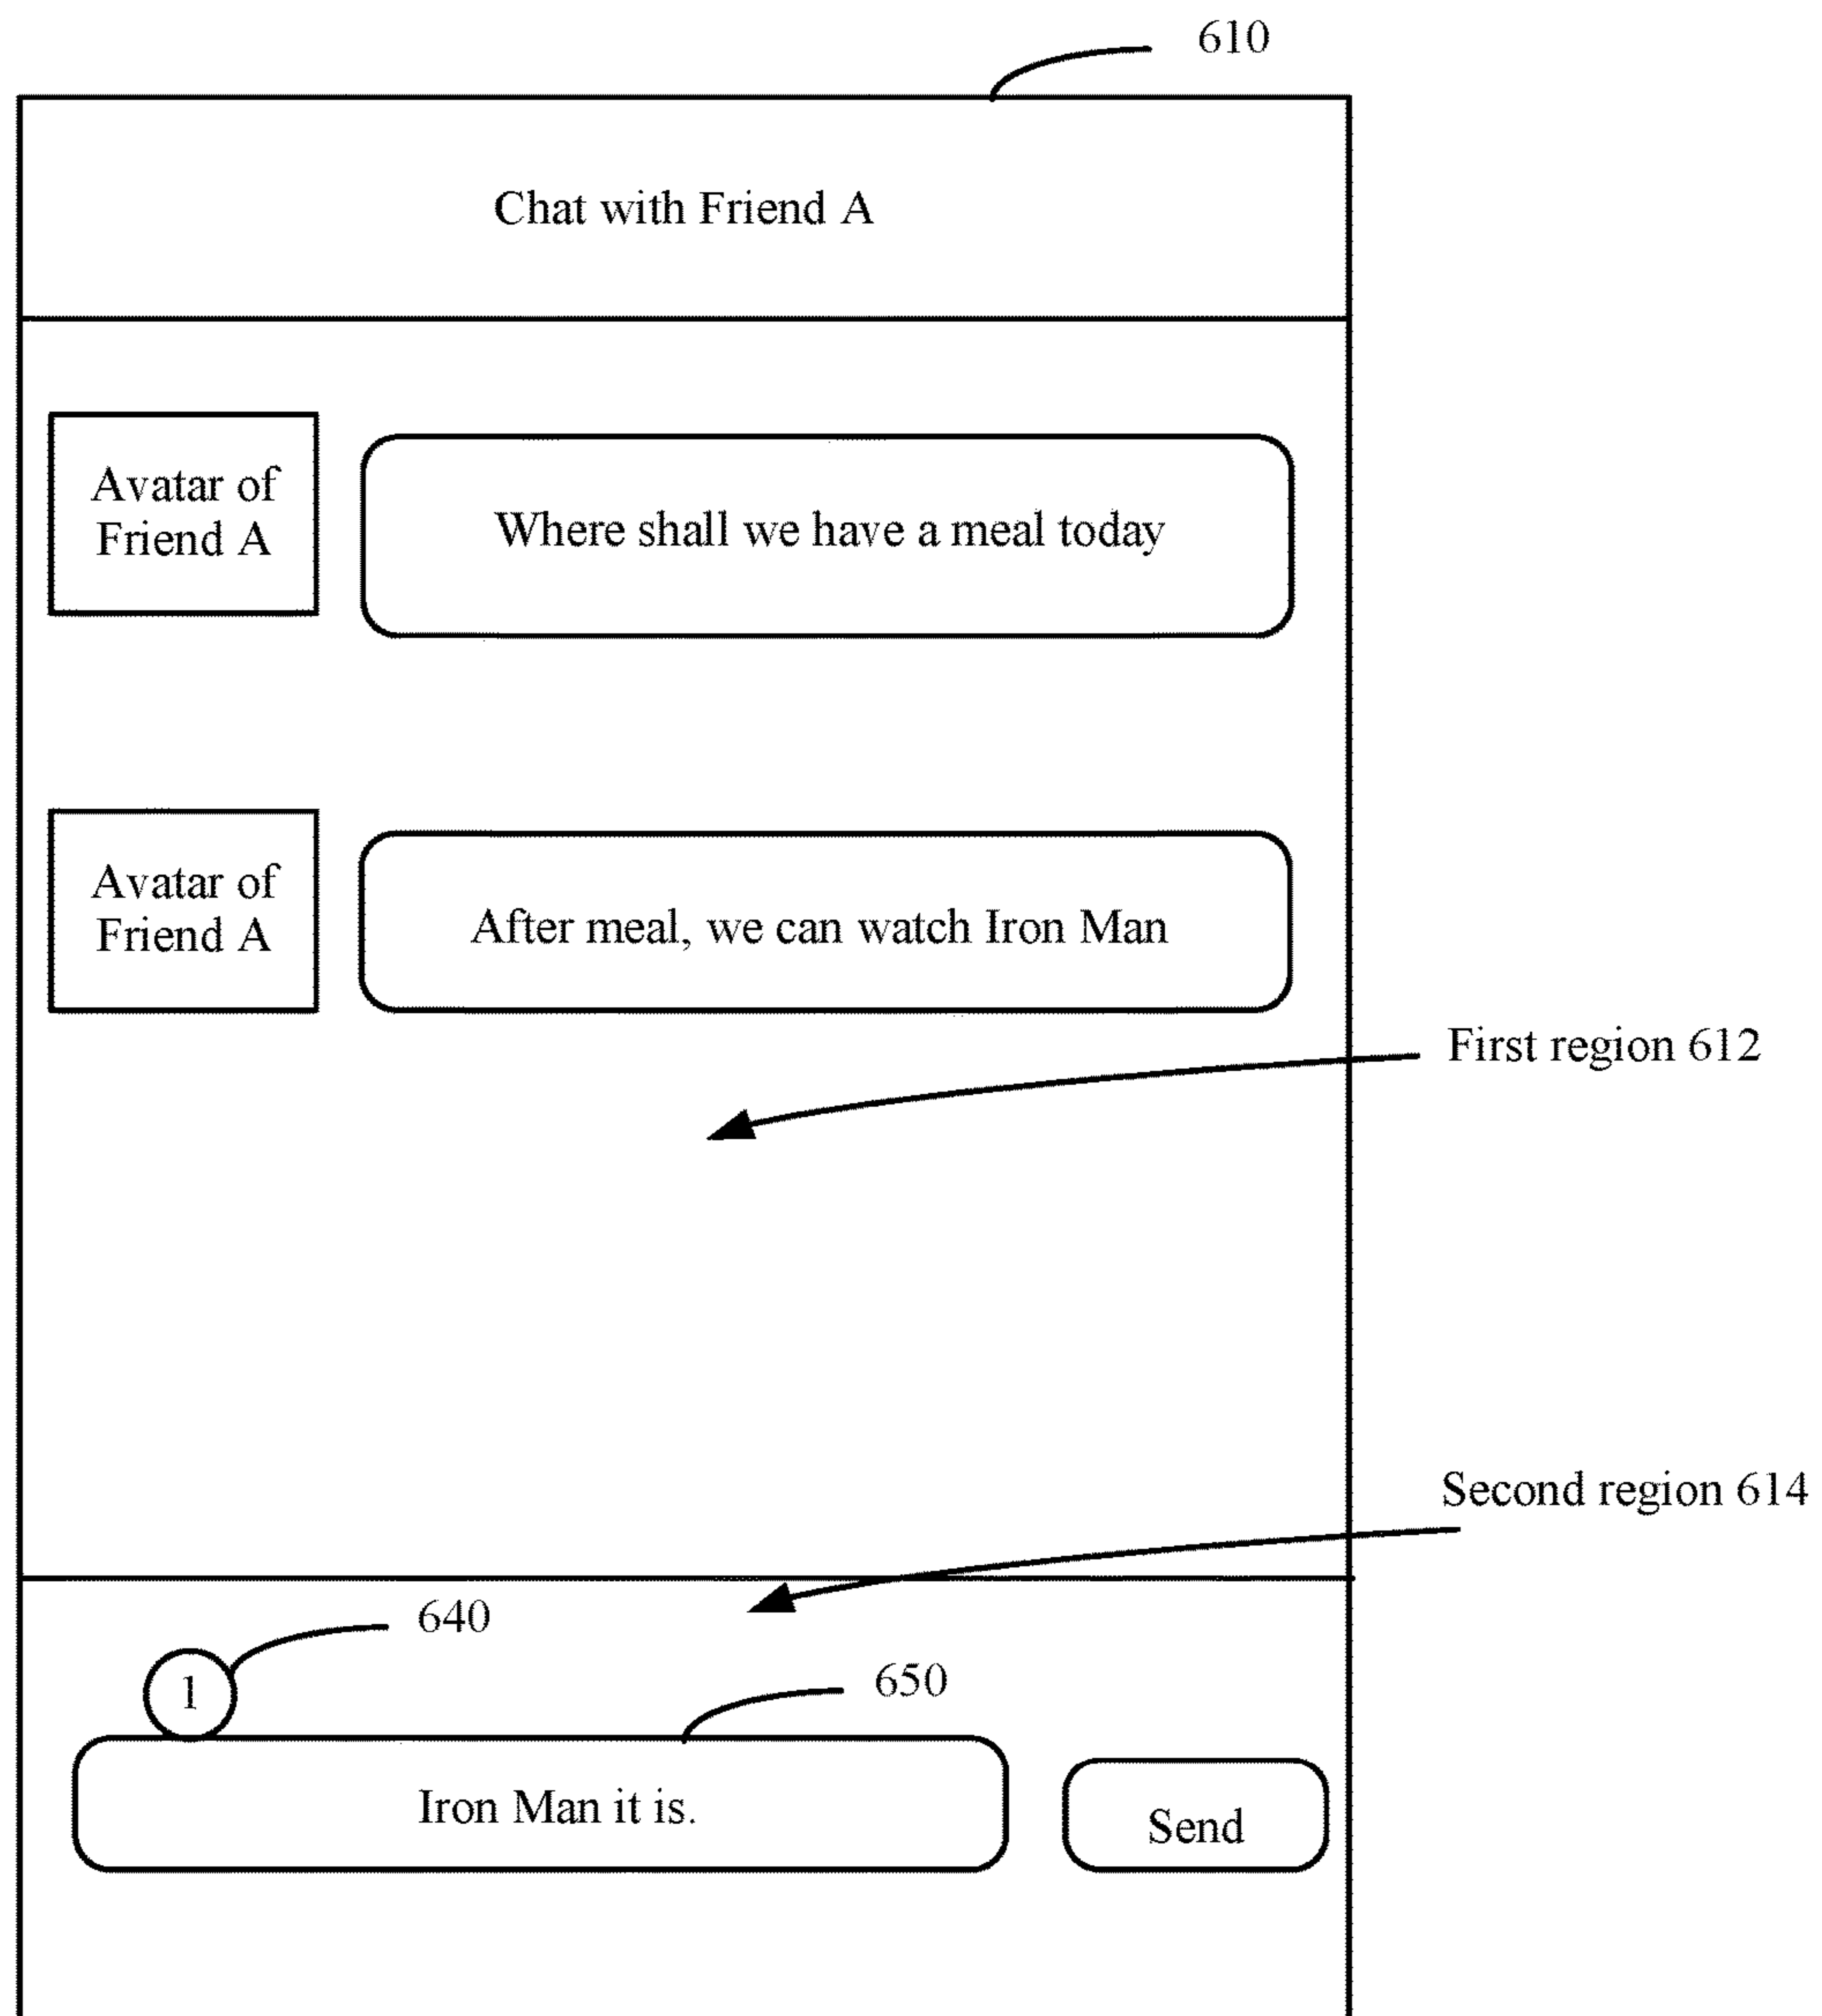 610
Chat with Friend A
Avatar of
Friend A
Where shall we have a meal today
Avatar of
Friend A
After meal, we can watch Iron Man
First region 612
Second region 614
640
1
650
Iron Man it is.
Send